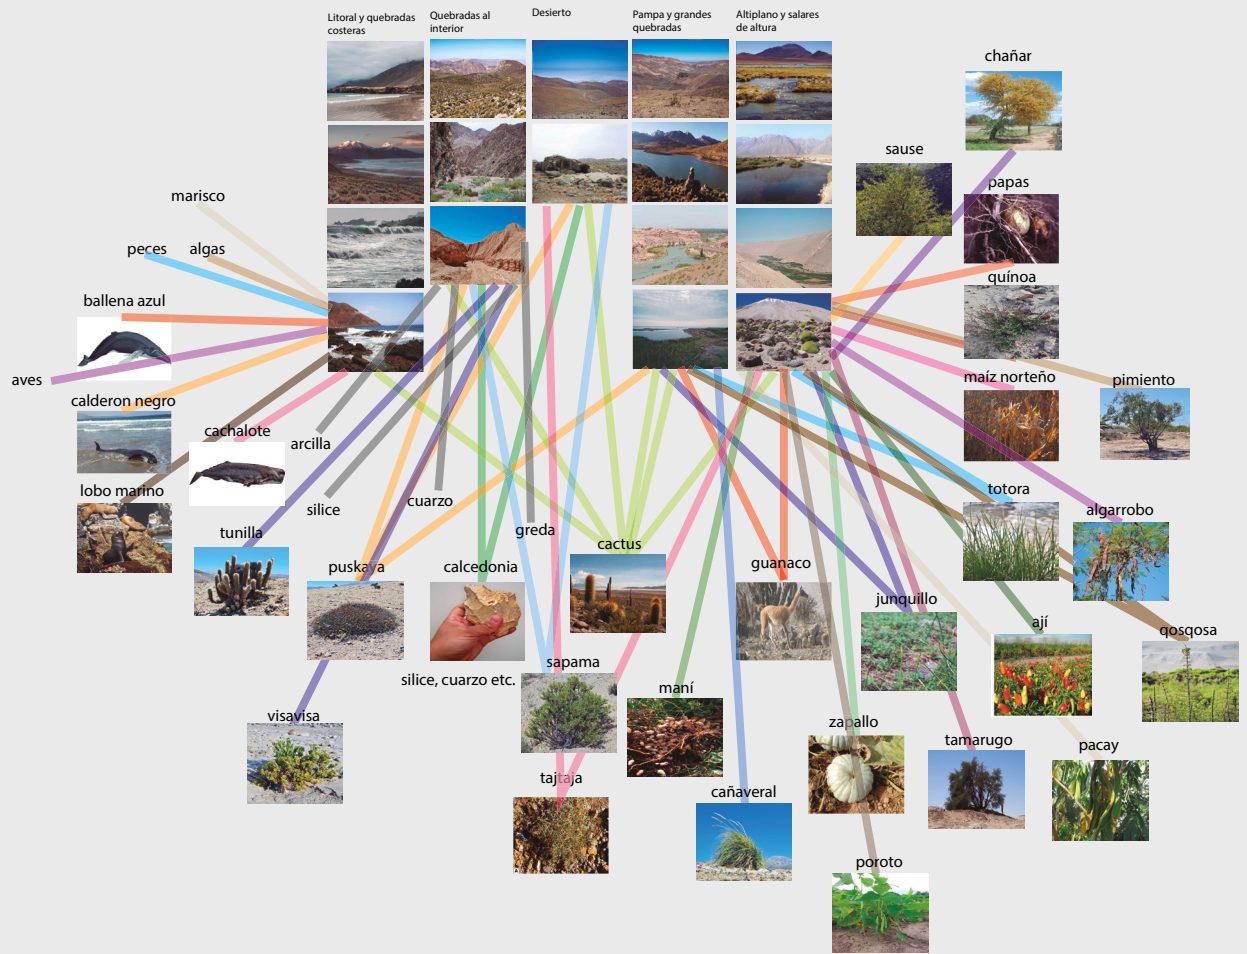 Litoral y quebradas
costeras
Quebradas al
interior
Desierto
Pampa y grandes
quebradas
Altiplano y salares
de altura
chañar
sause
papas
marisco
peces
algas
quínoa
ballena azul
aves
maíz norteño
pimiento
calderon negro
cachalote
arcilla
lobo marino
silice
cuarzo
totora
algarrobo
tunilla
greda
cactus
puskaya
calcedonia
guanaco
junquillo
ají
qosqosa
sapama
silice, cuarzo etc.
maní
visavisa
zapallo
tamarugo
pacay
tajtaja
cañaveral
poroto